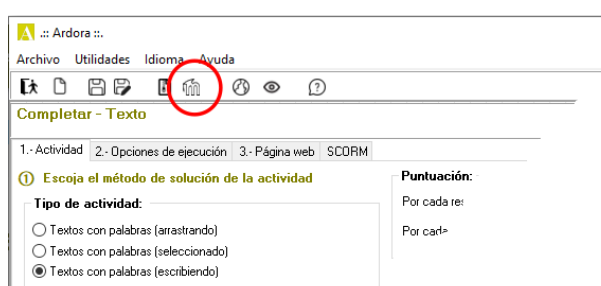 .:: Ardora ::.
Archivo Utilidades Idioma Ayuda
Completar - Texto
1.- Actividad 2.- Opciones de ejecución 3.- Página web SCORM
1 Escoja el método de solución de la actividad
Puntuación:
Tipo de actividad:
Por cada
Textos con palabras (arrastrando)
Por
Textos con palabras (seleccionado)
Textos con palabras (escribiendo)